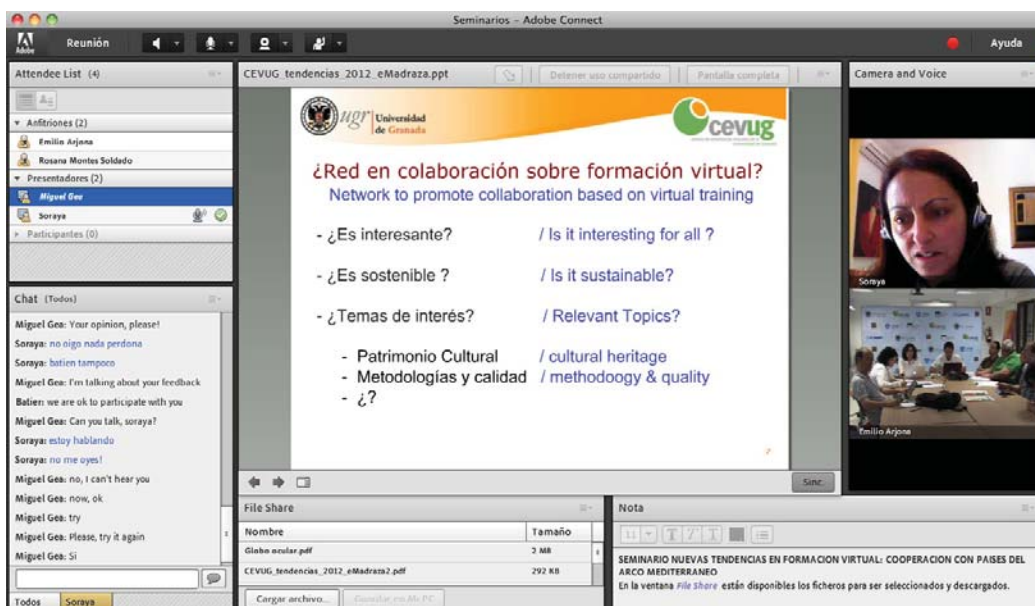 Seminarios - Adobe Connect
Adobe
Reunión
Ayuda
Attendee List (4)
Anfitriones (2)
Emilio Arjona
Rosana Montes Soldado
Presentadores (2)
Miguel Gea
Soraya
Participantes (0)
Chat (Todos)
Miguel Gea: Your opinion, please!
Soraya: no oigo nada perdona
Soraya: batien tampoco
Miguel Gea: I'm talking about your feedback
Batier: we are ok to participate with you
Miguel Gea: Can you talk, soraya?
Soraya: estoy hablando
Soraya: no me oyes!
Miguel Gea: no, I can't hear you
Miguel Gea: now, ok
Miguel Gea: try
Miguel Gea: Please, try it again
Miguel Gea: Si
Todos Soraya
CEVUG_tendencias_2012_eMadraza.ppt
Detener uso compartido
Pantalla completa
ugr Universidad
de Granada
cevug
¿Red en colaboración sobre formación virtual?
Network to promote collaboration based on virtual training
- ¿Es interesante? / Is it interesting for all ?
- ¿Es sostenible ? / Is it sustainable?
- ¿Temas de interés? / Relevant Topics?
- Patrimonio Cultural / cultural heritage
- Metodologías y calidad / methodoogy & quality
- ¿?
7
Sinc.
File Share
Nombre Tamaño
Globo ocular.pdf 2 MB
CEVUG_tendencias_2012_eMadraza2.pdf 292 KB
Cargar archivo... Guardar en Mi PC
Camera and Voice
Soraya
Emilio Arjona
Nota
11 T T T
SEMINARIO NUEVAS TENDENCIAS EN FORMACION VIRTUAL: COOPERACION CON PAISES DEL
ARCO MEDITERRANEO
En la ventana File Share están disponibles los ficheros para ser seleccionados y descargados.